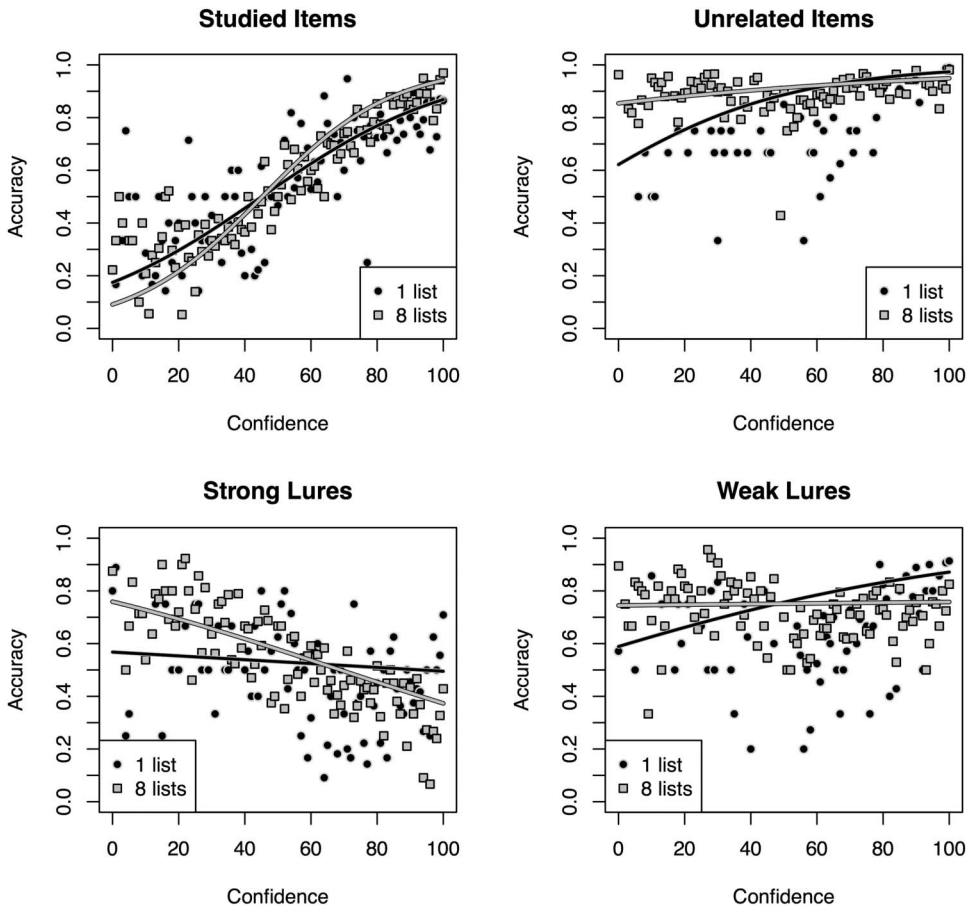 Studied Items
Accuracy
0.0 0.2 0.4 0.6 0.8 1.0
1 list
8 lists
0 20 40 60 80 100
Confidence
Unrelated Items
Accuracy
0.0 0.2 0.4 0.6 0.8 1.0
1 list
8 lists
0 20 40 60 80 100
Confidence
Strong Lures
Accuracy
0.0 0.2 0.4 0.6 0.8 1.0
1 list
8 lists
0 20 40 60 80 100
Confidence
Weak Lures
Accuracy
0.0 0.2 0.4 0.6 0.8 1.0
1 list
8 lists
0 20 40 60 80 100
Confidence